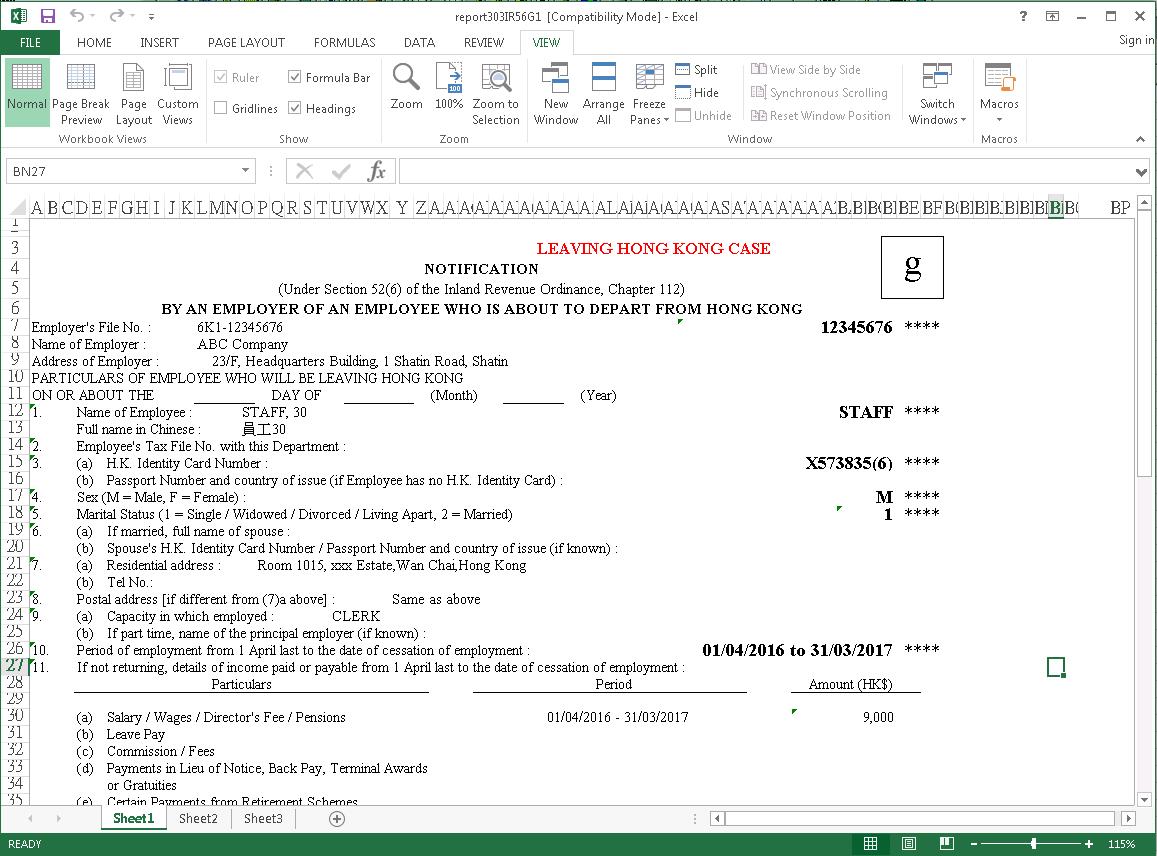 report303IR56G1 [Compatibility Mode] - Excel
FILE HOME INSERT PAGE LAYOUT FORMULAS DATA REVIEW VIEW Sign in
Normal Page Break Preview Page Layout Custom Views
Workbook Views
Ruler Formula Bar
Gridlines Headings
Show
Zoom 100% Zoom to Selection
Zoom
New Window Arrange All Freeze Panes
Split
Hide
Unhide
View Side by Side
Synchronous Scrolling
Reset Window Position
Window
Switch Windows
Macros
Macros
BN27 fx
1
3 LEAVING HONG KONG CASE g
4 NOTIFICATION
5 (Under Section 52(6) of the Inland Revenue Ordinance, Chapter 112)
6 BY AN EMPLOYER OF AN EMPLOYEE WHO IS ABOUT TO DEPART FROM HONG KONG
7 Employer's File No. : 6K1-12345676 12345676 ****
8 Name of Employer : ABC Company
9 Address of Employer : 23/F, Headquarters Building, 1 Shatin Road, Shatin
10 PARTICULARS OF EMPLOYEE WHO WILL BE LEAVING HONG KONG
11 ON OR ABOUT THE DAY OF (Month) (Year)
12 1. Name of Employee : STAFF, 30 STAFF ****
13 Full name in Chinese : 員工30
14 2. Employee's Tax File No. with this Department :
15 3. (a) H.K. Identity Card Number : X573835(6) ****
16 (b) Passport Number and country of issue (if Employee has no H.K. Identity Card) :
17 4. Sex (M = Male, F = Female) : M ****
18 5. Marital Status (1 = Single / Widowed / Divorced / Living Apart, 2 = Married) 1 ****
19 6. (a) If married, full name of spouse :
20 (b) Spouse's H.K. Identity Card Number / Passport Number and country of issue (if known) :
21 7. (a) Residential address : Room 1015, xxx Estate,Wan Chai,Hong Kong
22 (b) Tel No.:
23 8. Postal address [if different from (7)a above] : Same as above
24 9. (a) Capacity in which employed : CLERK
25 (b) If part time, name of the principal employer (if known) :
26 10. Period of employment from 1 April last to the date of cessation of employment : 01/04/2016 to 31/03/2017 ****
27 11. If not returning, details of income paid or payable from 1 April last to the date of cessation of employment :
28 Particulars Period Amount (HK$)
29
30 (a) Salary / Wages / Director's Fee / Pensions 01/04/2016 - 31/03/2017 9,000
31 (b) Leave Pay
32 (c) Commission / Fees
33 (d) Payments in Lieu of Notice, Back Pay, Terminal Awards
34 or Gratuities
35 (e) Certain Payments from Retirement Schemes
Sheet1 Sheet2 Sheet3
READY 115%